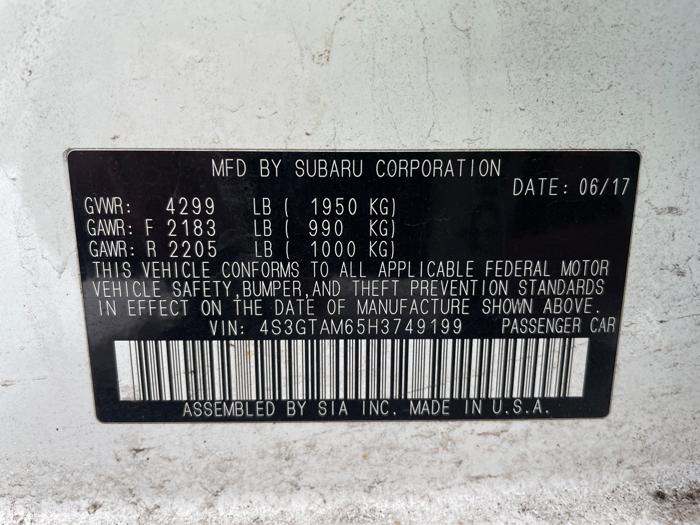 MFD BY SUBARU CORPORATION
DATE: 06/17
GVWR: 4299 LB ( 1950 KG)
GAWR: F 2183 LB ( 990 KG)
GAWR: R 2205 LB ( 1000 KG)
THIS VEHICLE CONFORMS TO ALL APPLICABLE FEDERAL MOTOR
VEHICLE SAFETY, BUMPER, AND THEFT PREVENTION STANDARDS
IN EFFECT ON THE DATE OF MANUFACTURE SHOWN ABOVE.
VIN: 4S3GTAM65H3749199 PASSENGER CAR
ASSEMBLED BY SIA INC. MADE IN U.S.A.